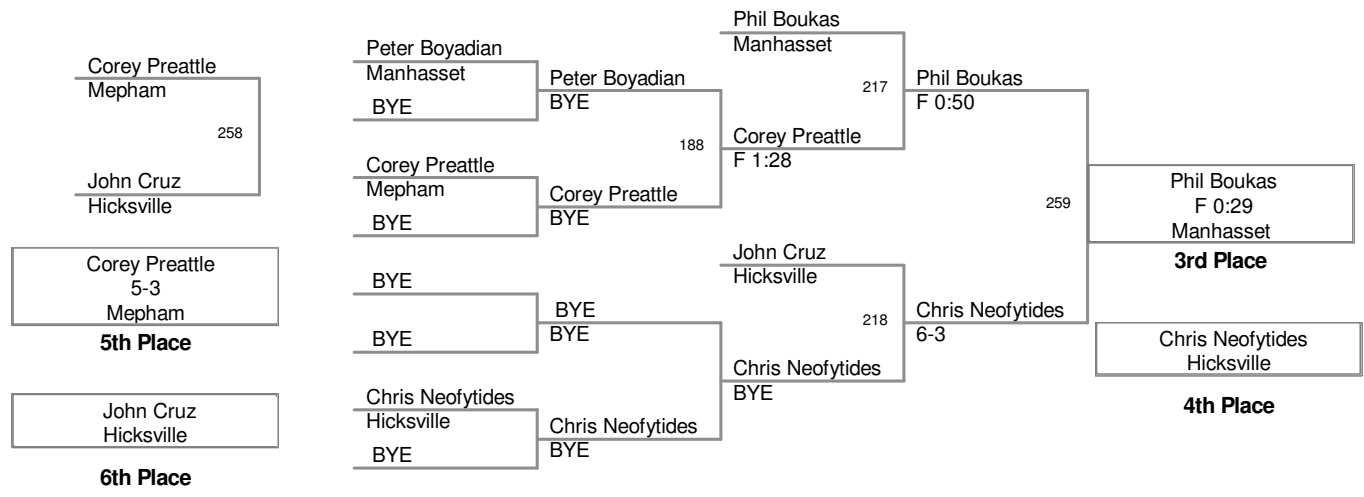 Corey Preattle
Mepham
258
John Cruz
Hicksville
Corey Preattle
5-3
Mepham
5th Place
John Cruz
Hicksville
6th Place
Peter Boyadian
Manhasset
BYE
Corey Preattle
Mepham
BYE
BYE
BYE
Chris Neofytides
Hicksville
BYE
Peter Boyadian
BYE
188
Corey Preattle
BYE
BYE
BYE
Chris Neofytides
BYE
Phil Boukas
Manhasset
217
Corey Preattle
F 1:28
John Cruz
Hicksville
218
Chris Neofytides
BYE
Phil Boukas
F 0:50
259
Chris Neofytides
6-3
Phil Boukas
F 0:29
Manhasset
3rd Place
Chris Neofytides
Hicksville
4th Place